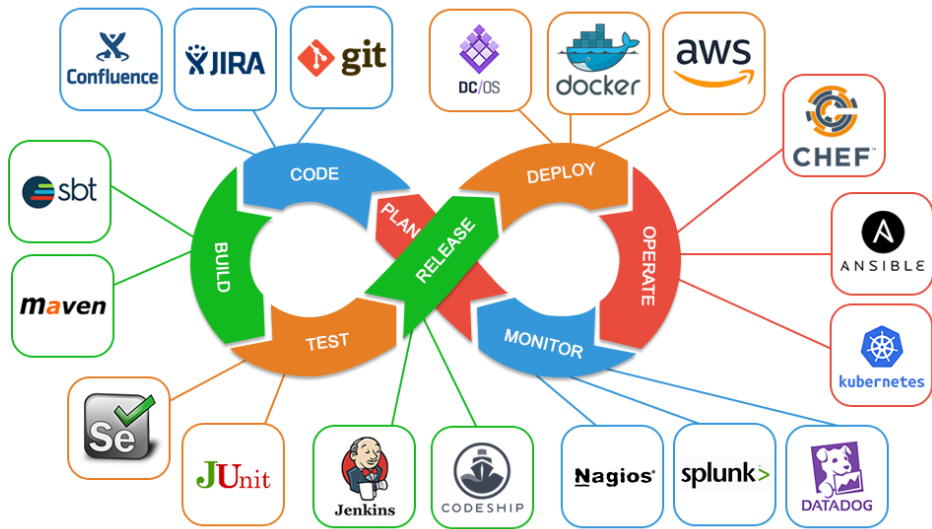 Confluence
JIRA
git
DC/OS
docker
aws
CHEF™
CODE
DEPLOY
sbt
PLAN
RELEASE
BUILD
OPERATE
ANSIBLE
maven
TEST
MONITOR
kubernetes
Se
JUnit
Jenkins
CODESHIP
Nagios®
splunk>
DATADOG